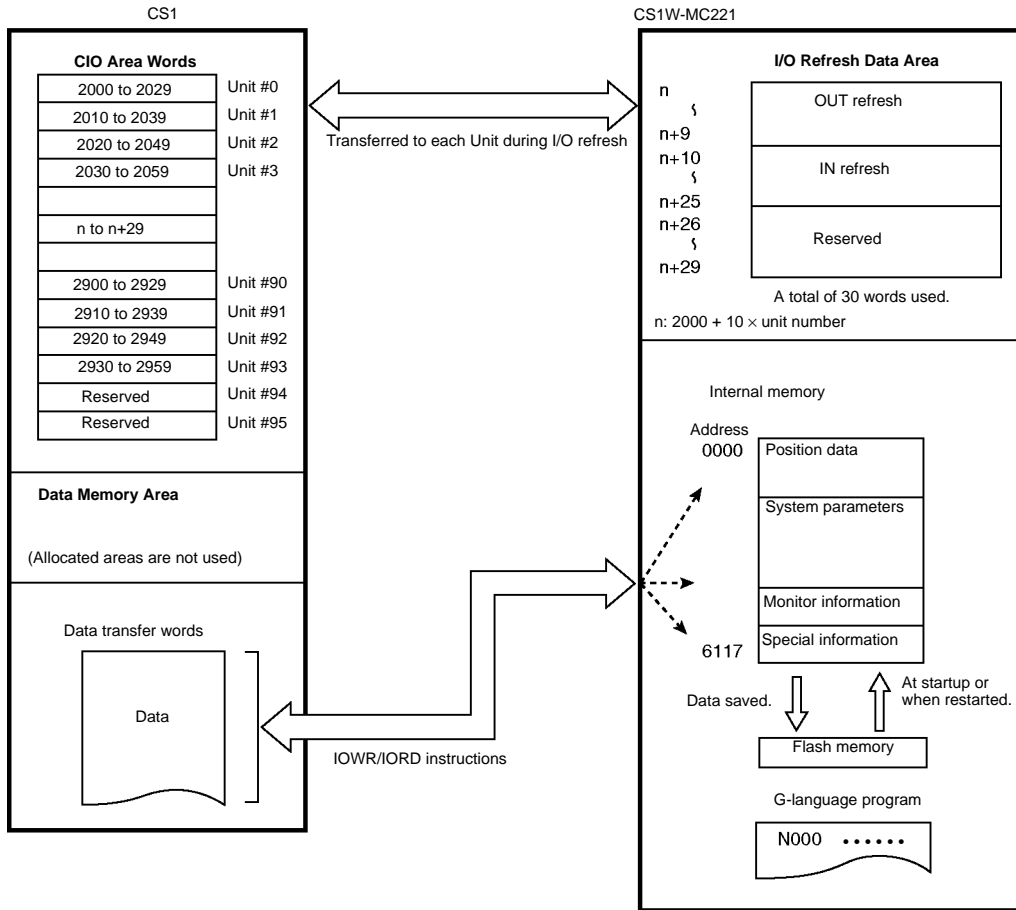 CS1
CIO Area Words
2000 to 2029 Unit #0
2010 to 2039 Unit #1
2020 to 2049 Unit #2
2030 to 2059 Unit #3
n to n+29
2900 to 2929 Unit #90
2910 to 2939 Unit #91
2920 to 2949 Unit #92
2930 to 2959 Unit #93
Reserved Unit #94
Reserved Unit #95
Data Memory Area
(Allocated areas are not used)
Data transfer words
Data
Transferred to each Unit during I/O refresh
IOWR/IORD instructions
CS1W-MC221
I/O Refresh Data Area
n
OUT refresh
n+9
n+10
IN refresh
n+25
n+26
Reserved
n+29
A total of 30 words used.
n: 2000 + 10 × unit number
Internal memory
Address
0000 Position data
System parameters
Monitor information
6117 Special information
Data saved.
At startup or
when restarted.
Flash memory
G-language program
N000 ••••••